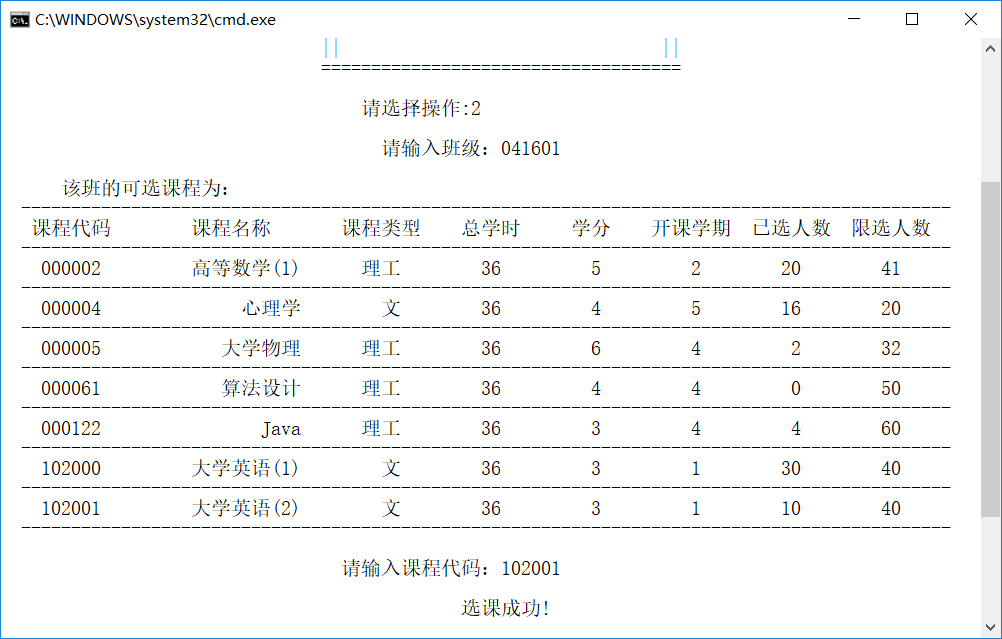 C:\WINDOWS\system32\cmd.exe
|| ||
====================================
请选择操作:2
请输入班级：041601
该班的可选课程为：
课程代码 课程名称 课程类型 总学时 学分 开课学期 已选人数 限选人数
000002 高等数学(1) 理工 36 5 2 20 41
000004 心理学 文 36 4 5 16 20
000005 大学物理 理工 36 6 4 2 32
000061 算法设计 理工 36 4 4 0 50
000122 Java 理工 36 3 4 4 60
102000 大学英语(1) 文 36 3 1 30 40
102001 大学英语(2) 文 36 3 1 10 40
请输入课程代码：102001
选课成功!